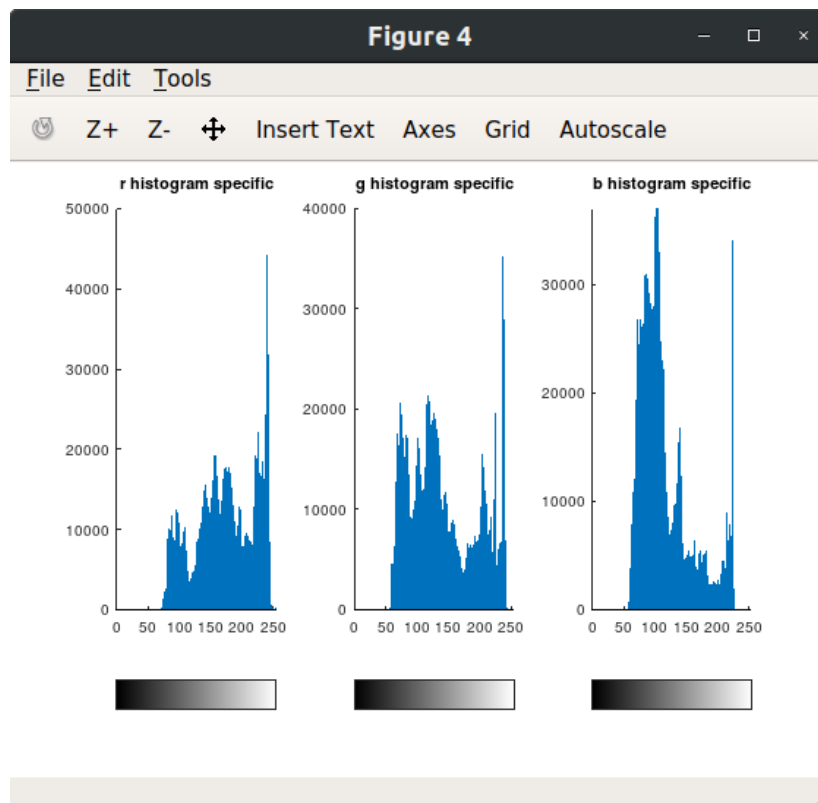 Figure 4
File Edit Tools
Z+ Z- Insert Text Axes Grid Autoscale
r histogram specific
50000
40000
30000
20000
10000
0
0 50 100 150 200 250
g histogram specific
40000
30000
20000
10000
0
0 50 100 150 200 250
b histogram specific
30000
20000
10000
0
0 50 100 150 200 250